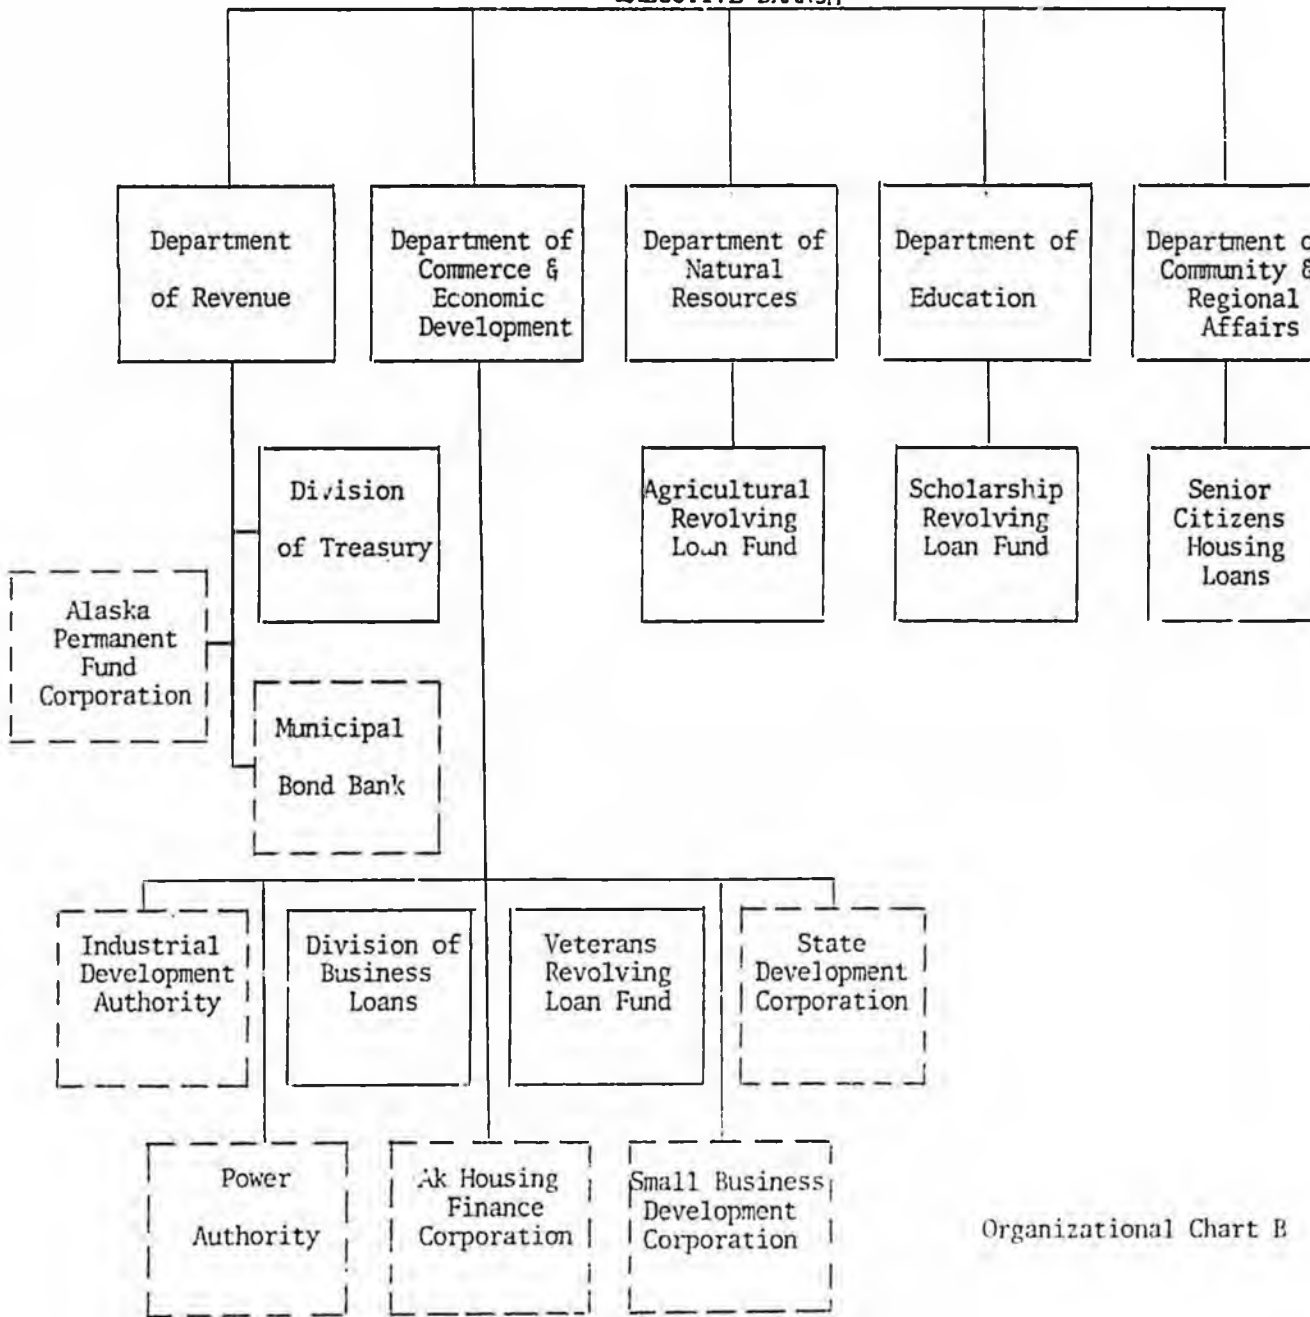 Department
of Revenue
Department of
Commerce &
Economic
Development
Department of
Natural
Resources
Department of
Education
Department o
Community &
Regional
Affairs
Division
of Treasury
Agricultural
Revolving
Loan Fund
Scholarship
Revolving
Loan Fund
Senior
Citizens
Housing
Loans
Alaska
Permanent
Fund
Corporation
Municipal
Bond Bank
Industrial
Development
Authority
Division of
Business
Loans
Veterans
Revolving
Loan Fund
State
Development
Corporation
Power
Authority
Ak Housing
Finance
Corporation
Small Business
Development
Corporation
Organizational Chart B